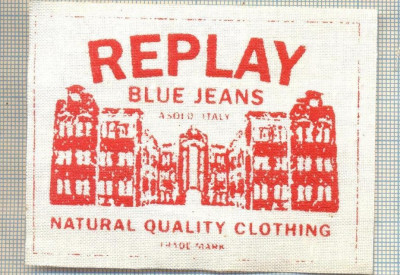 REPLAY
BLUE JEANS
ASOLO ITALY
NATURAL QUALITY CLOTHING
TRADE MARK